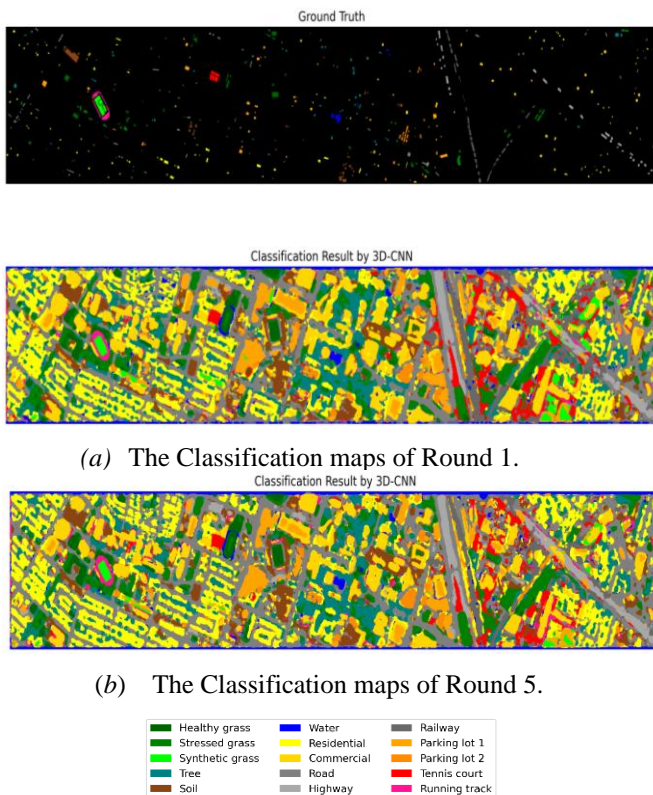 Ground Truth
Classification Result by 3D-CNN
(a) The Classification maps of Round 1.
Classification Result by 3D-CNN
(b) The Classification maps of Round 5.
Healthy grass Water Railway
Stressed grass Residential Parking lot 1
Synthetic grass Commercial Parking lot 2
Tree Road Tennis court
Soil Highway Running track